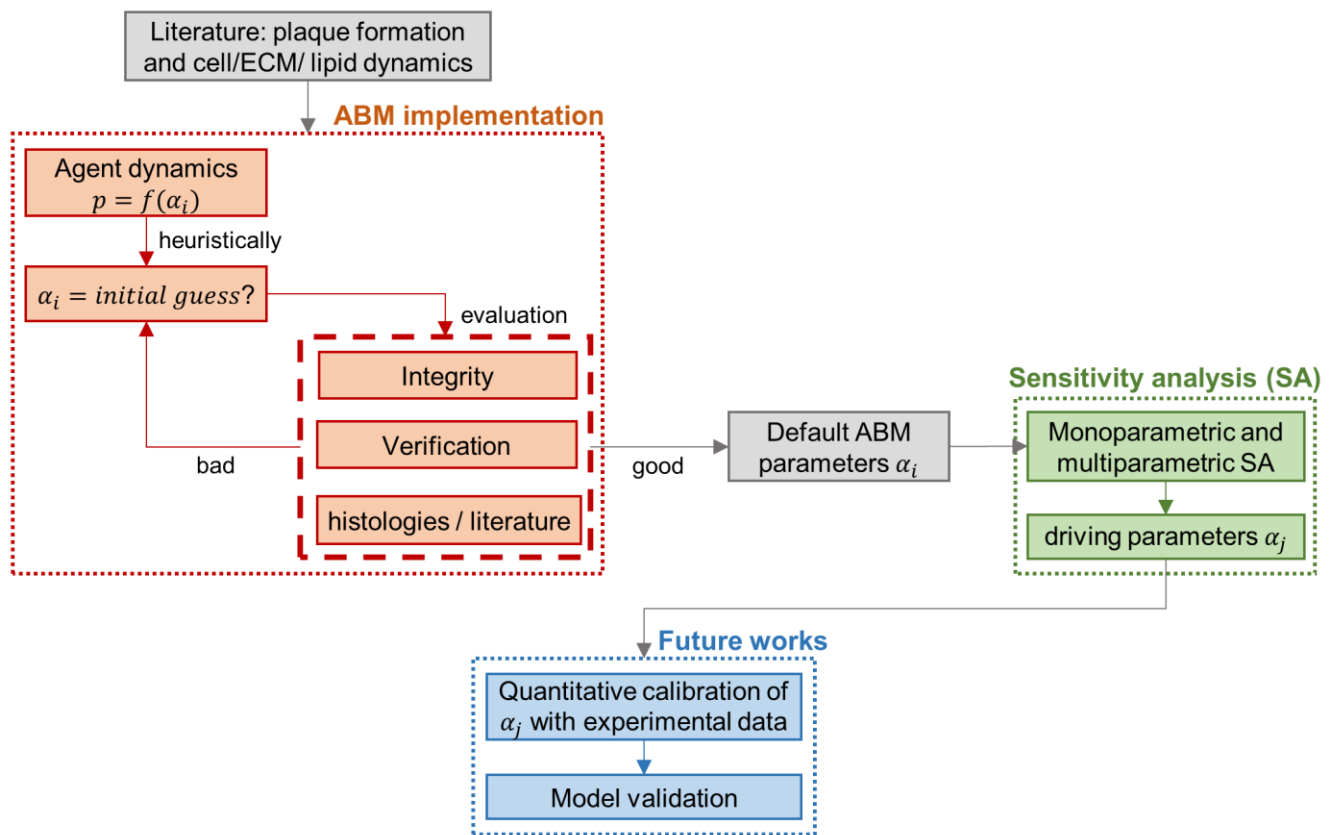 Literature: plaque formation
and cell/ECM/ lipid dynamics
ABM implementation
Agent dynamics
p = f(α_i)
heuristically
α_i = initial guess?
evaluation
Integrity
Verification
histologies / literature
bad
good
Default ABM
parameters α_i
Sensitivity analysis (SA)
Monoparametric and
multiparametric SA
driving parameters α_j
Future works
Quantitative calibration of
α_j with experimental data
Model validation